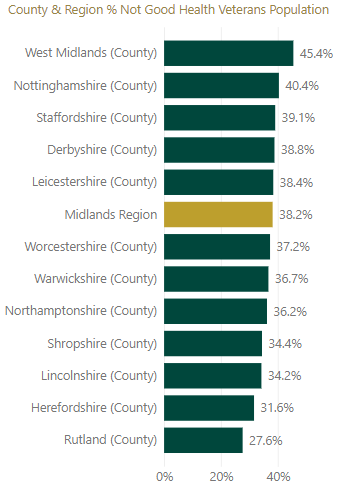 County & Region % Not Good Health Veterans Population
West Midlands (County) 45.4%
Nottinghamshire (County) 40.4%
Staffordshire (County) 39.1%
Derbyshire (County) 38.8%
Leicestershire (County) 38.4%
Midlands Region 38.2%
Worcestershire (County) 37.2%
Warwickshire (County) 36.7%
Northamptonshire (County) 36.2%
Shropshire (County) 34.4%
Lincolnshire (County) 34.2%
Herefordshire (County) 31.6%
Rutland (County) 27.6%
0% 20% 40%